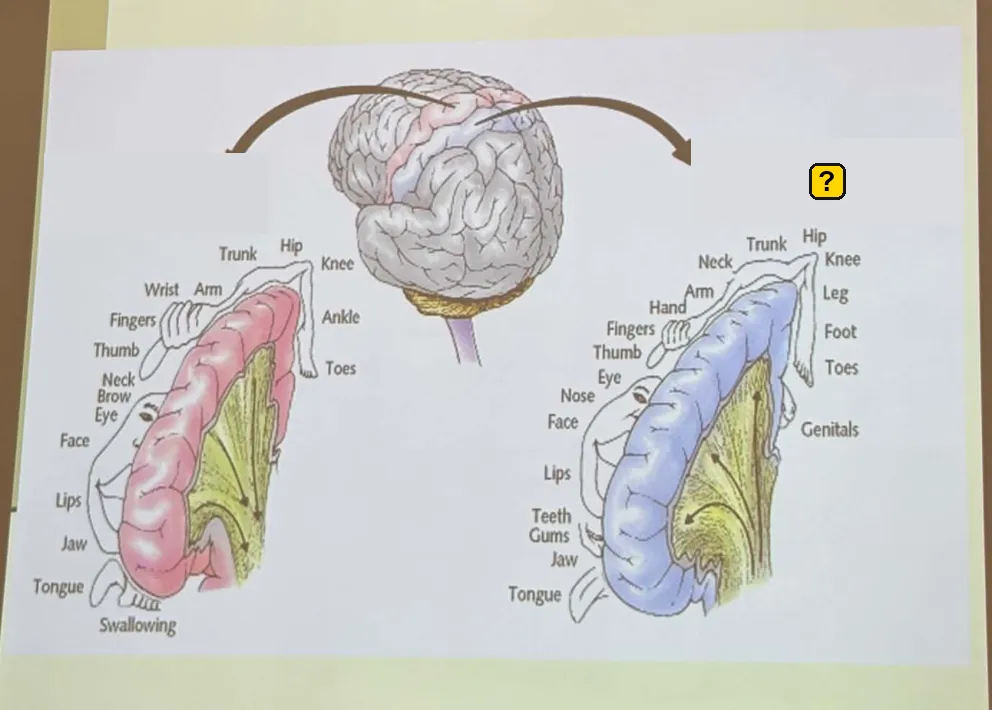 ?
Trunk
Hip
Knee
Wrist
Arm
Fingers
Ankle
Thumb
Toes
Neck
Brow
Eye
Face
Lips
Jaw
Tongue
Swallowing
Trunk
Hip
Knee
Neck
Leg
Arm
Hand
Foot
Fingers
Thumb
Toes
Eye
Nose
Face
Genitals
Lips
Teeth
Gums
Jaw
Tongue